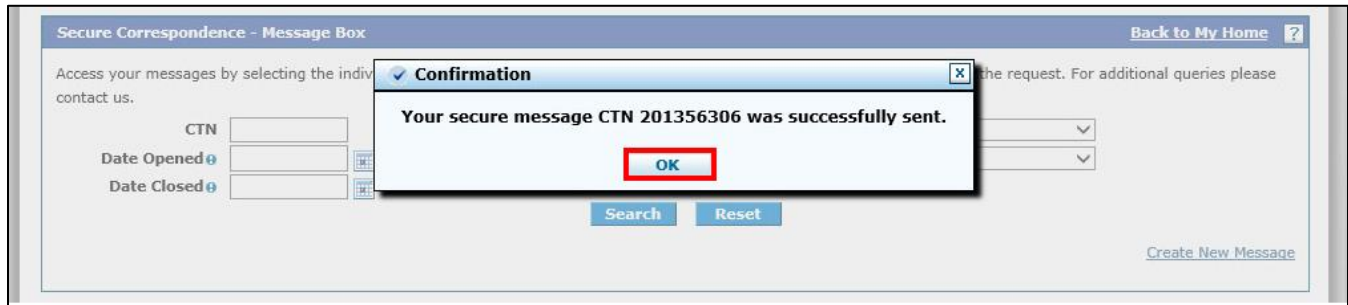 Secure Correspondence - Message Box
Back to My Home ?
Access your messages by selecting the indiv
the request. For additional queries please
contact us.
Confirmation
Your secure message CTN 201356306 was successfully sent.
OK
CTN
Date Opened
Date Closed
Search Reset
Create New Message